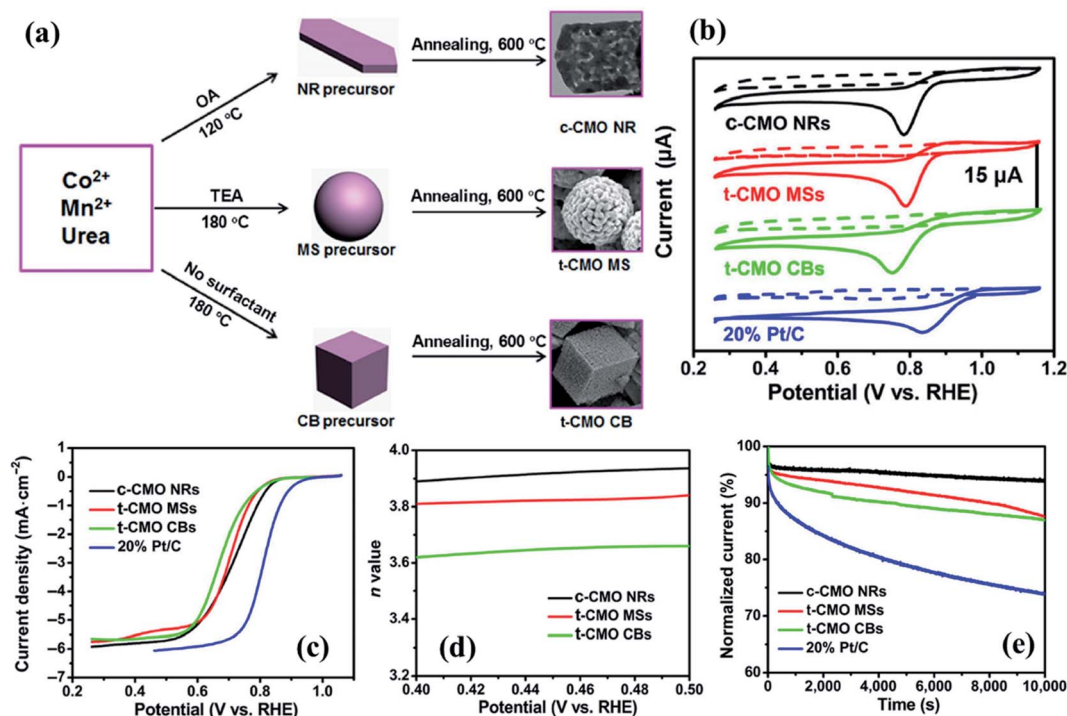 (a)
Co²⁺
Mn²⁺
Urea
OA
120 °C
NR precursor
Annealing, 600 °C
c-CMO NR
TEA
180 °C
MS precursor
Annealing, 600 °C
t-CMO MS
No surfactant
180 °C
CB precursor
Annealing, 600 °C
t-CMO CB
(b)
Current (µA)
c-CMO NRs
t-CMO MSs
15 µA
t-CMO CBs
20% Pt/C
0.2 0.4 0.6 0.8 1.0 1.2
Potential (V vs. RHE)
1
0
−1
−2
−3
−4
−5
−6
−7
Current density (mA·cm⁻²)
c-CMO NRs
t-CMO MSs
t-CMO CBs
20% Pt/C
(c)
0.2 0.4 0.6 0.8 1.0
Potential (V vs. RHE)
4.0
3.8
3.6
3.4
3.2
n value
c-CMO NRs
t-CMO MSs
t-CMO CBs
(d)
0.40 0.42 0.44 0.46 0.48 0.50
Potential (V vs. RHE)
100
90
80
70
60
Normalized current (%)
c-CMO NRs
t-CMO MSs
t-CMO CBs
20% Pt/C
(e)
0 2,000 4,000 6,000 8,000 10,000
Time (s)